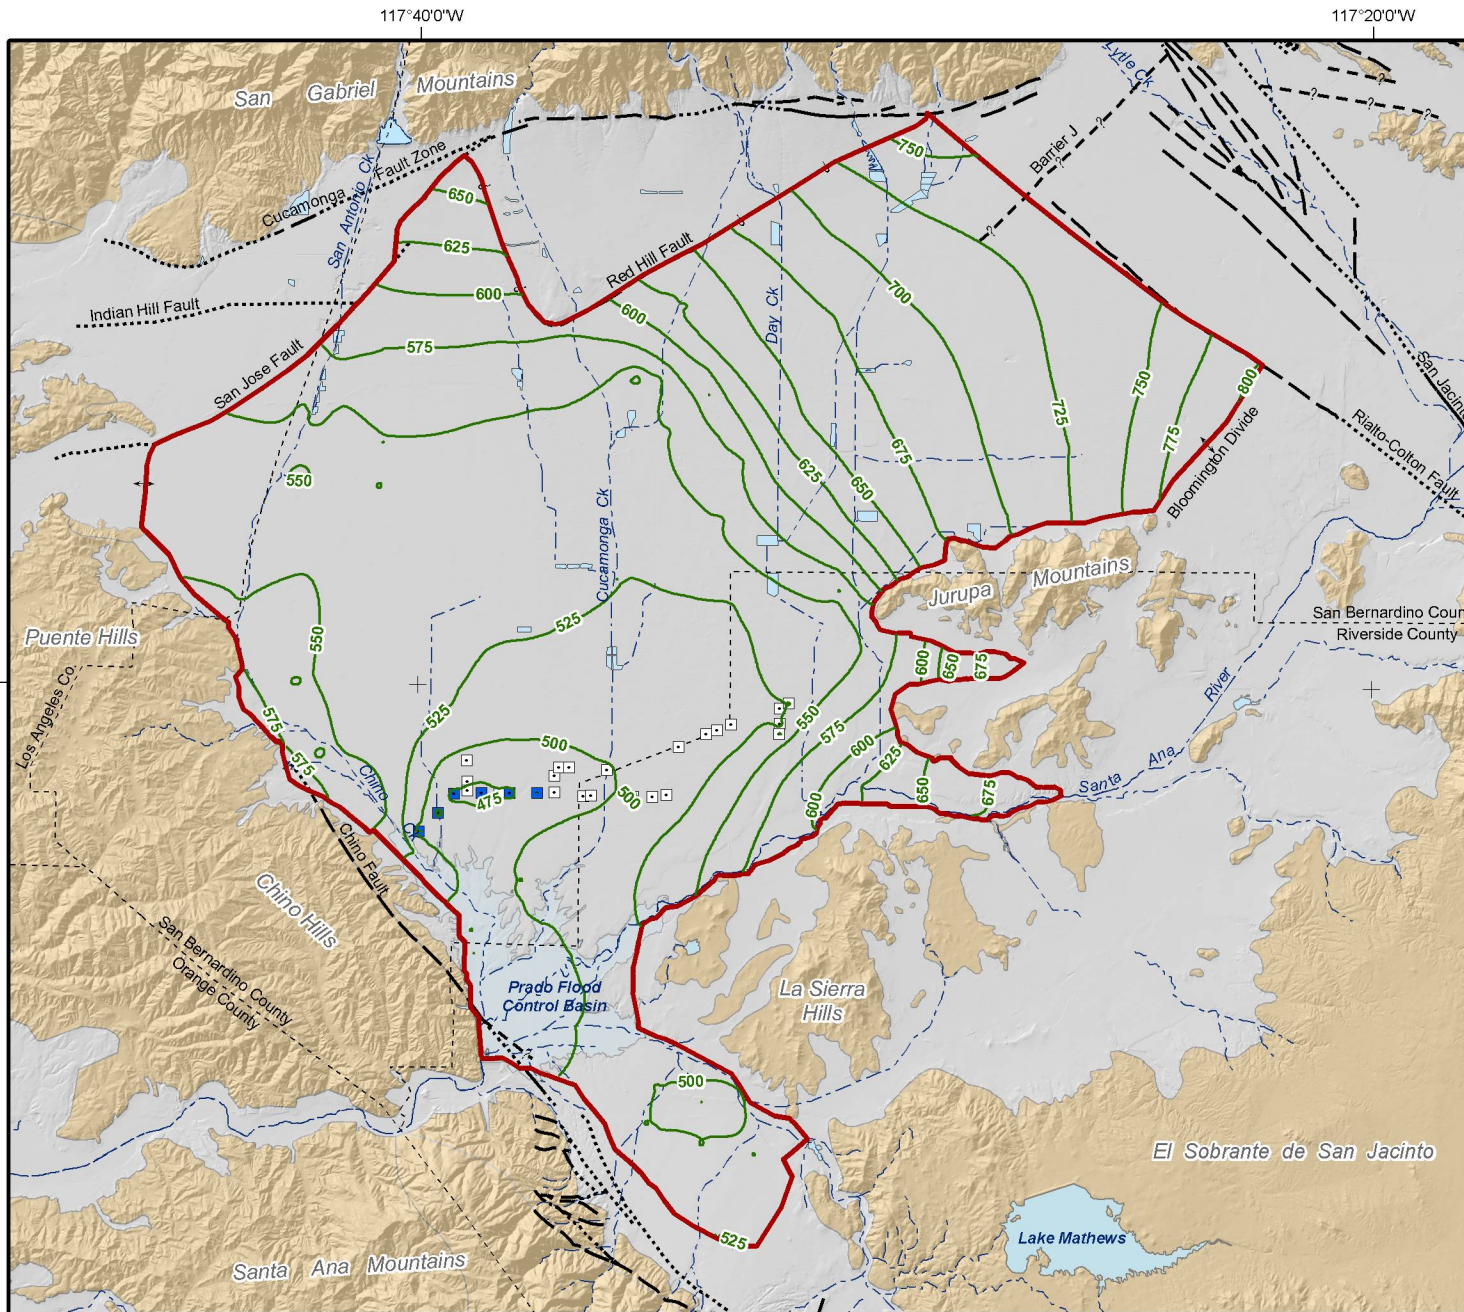 117°40'0"W
117°20'0"W
Lytle Ck
San Gabriel Mountains
Barrier J
?
?
?
?
?
?
?
750
Cucamonga Fault Zone
San Antonio Ck
650
625
600
Red Hill Fault
Indian Hill Fault
600
700
Day Ck
575
San Jose Fault
San Jacinto
750
800
725
775
675
Bloomington Divide
Rialto-Colton Fault
625
650
550
Cucamonga Ck
Jurupa Mountains
San Bernardino Coun
Riverside County
Puente Hills
525
550
600
650
675
Los Angeles Co.
River
525
550
575
575
500
600
625
Santa Ana
575
Chino
Ck
475
500
600
650
675
Chino Fault
Chino Hills
San Bernardino County
Orange County
Prado Flood
Control Basin
La Sierra
Hills
500
El Sobrante de San Jacinto
525
Lake Mathews
Santa Ana Mountains